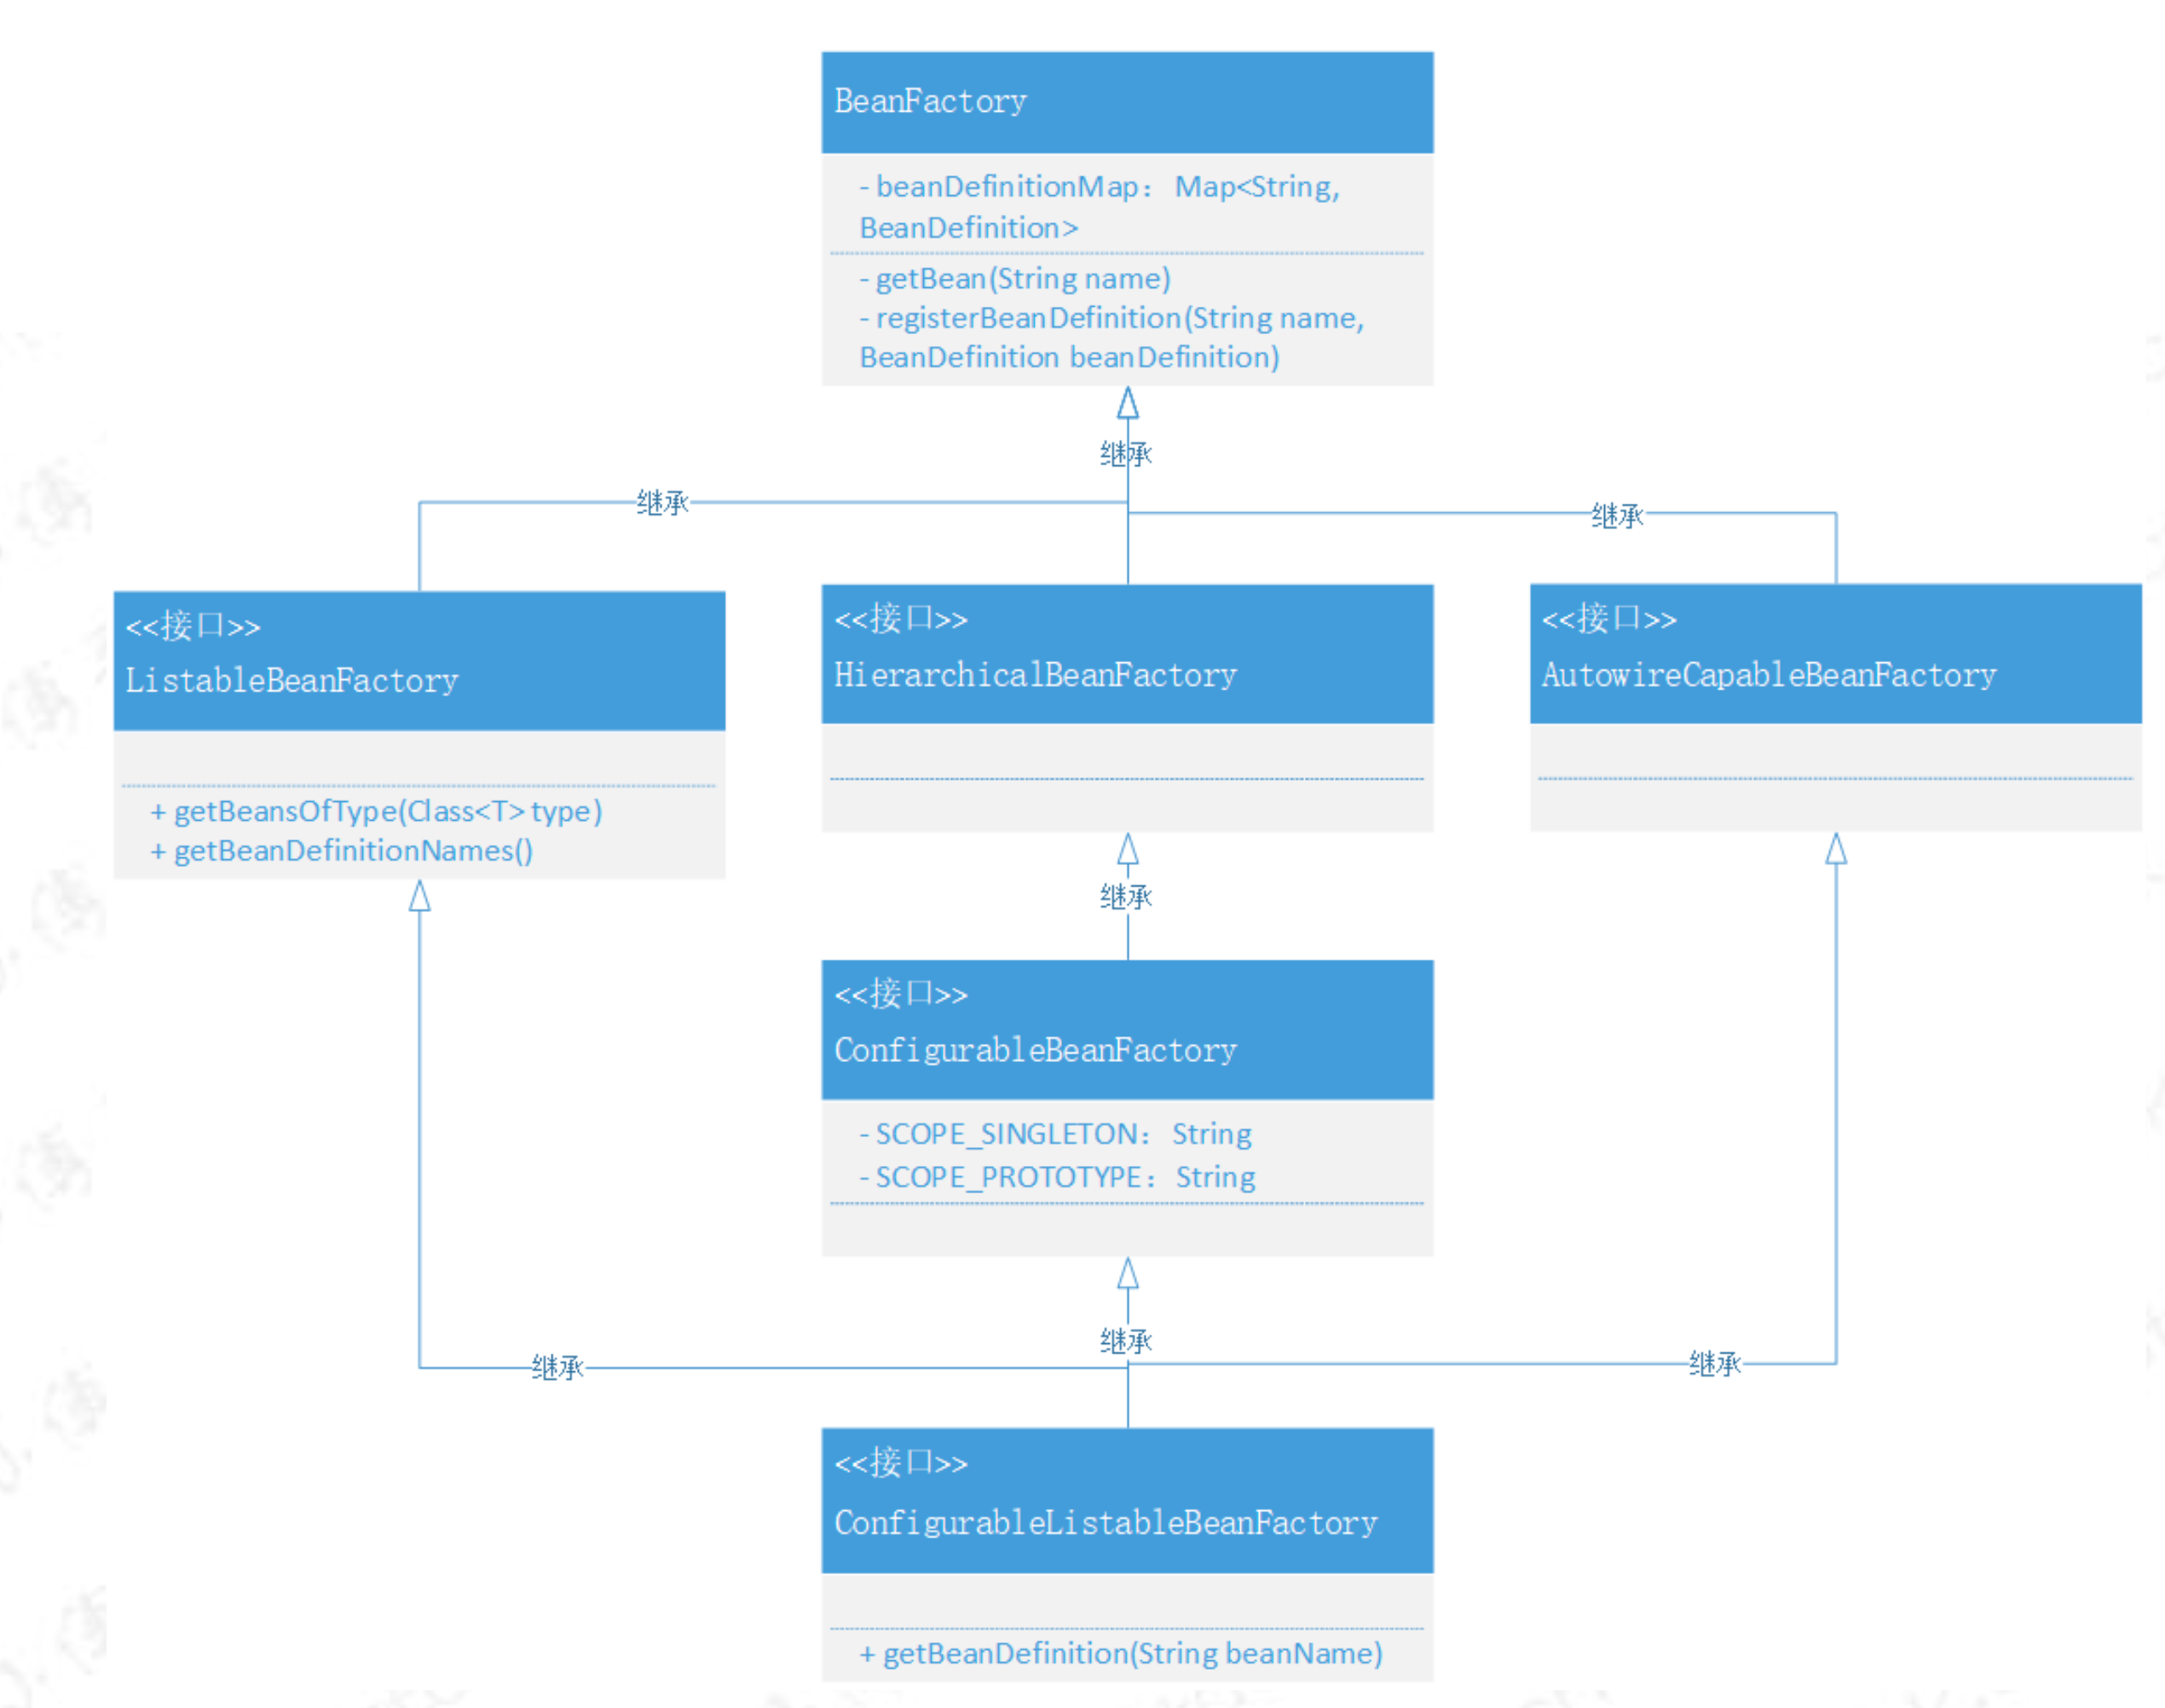 BeanFactory
- beanDefinitionMap： Map<String,
BeanDefinition>
- getBean(String name)
- registerBeanDefinition(String name,
BeanDefinition beanDefinition)
继承
继承
继承
<<接口>>
ListableBeanFactory
+ getBeansOfType(Class<T> type)
+ getBeanDefinitionNames()
<<接口>>
HierarchicalBeanFactory
<<接口>>
AutowireCapableBeanFactory
继承
<<接口>>
ConfigurableBeanFactory
- SCOPE_SINGLETON： String
- SCOPE_PROTOTYPE： String
继承
继承
继承
<<接口>>
ConfigurableListableBeanFactory
+ getBeanDefinition(String beanName)